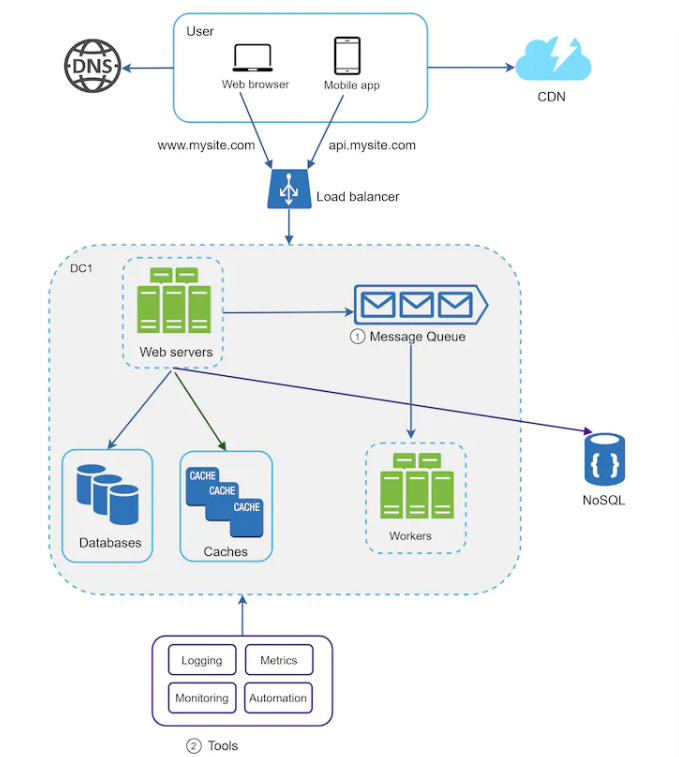 User
DNS
Web browser
Mobile app
CDN
www.mysite.com
api.mysite.com
Load balancer
DC1
Web servers
1 Message Queue
CACHE
CACHE
CACHE
Databases
Caches
Workers
{ }
NoSQL
Logging
Metrics
Monitoring
Automation
2 Tools